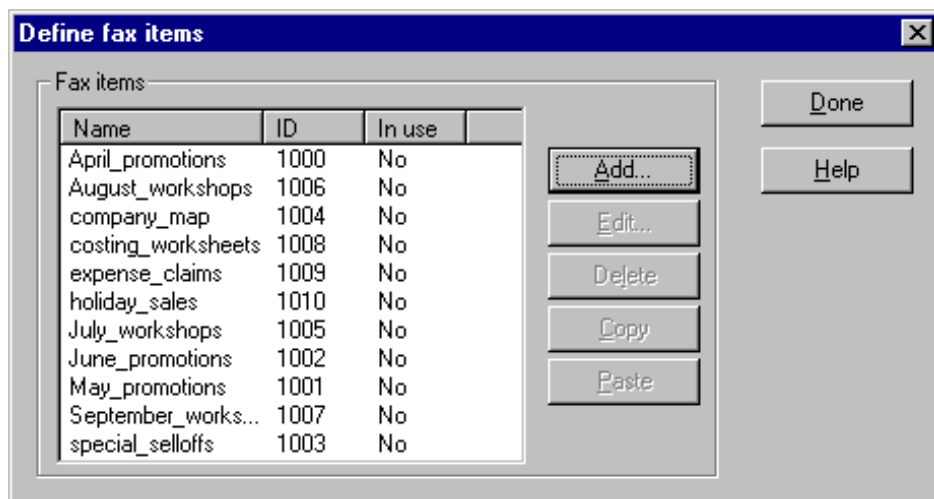 Define fax items
Fax items
Name ID In use
April_promotions 1000 No
August_workshops 1006 No
company_map 1004 No
costing_worksheets 1008 No
expense_claims 1009 No
holiday_sales 1010 No
July_workshops 1005 No
June_promotions 1002 No
May_promotions 1001 No
September_works... 1007 No
special_selloffs 1003 No
Add...
Edit...
Delete
Copy
Paste
Done
Help